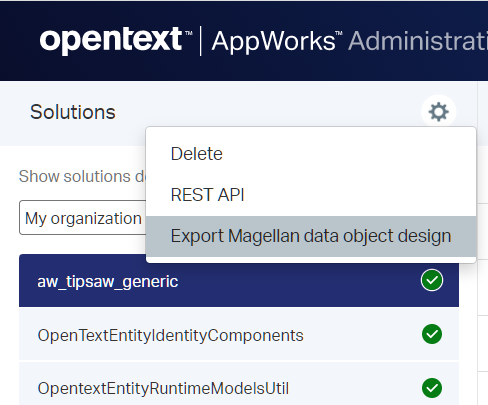 opentext™ | AppWorks™ Administrati
Solutions
Delete
Show solutions d
REST API
My organization
Export Magellan data object design
aw_tipsaw_generic
OpenTextEntityIdentityComponents
OpentextEntityRuntimeModelsUtil